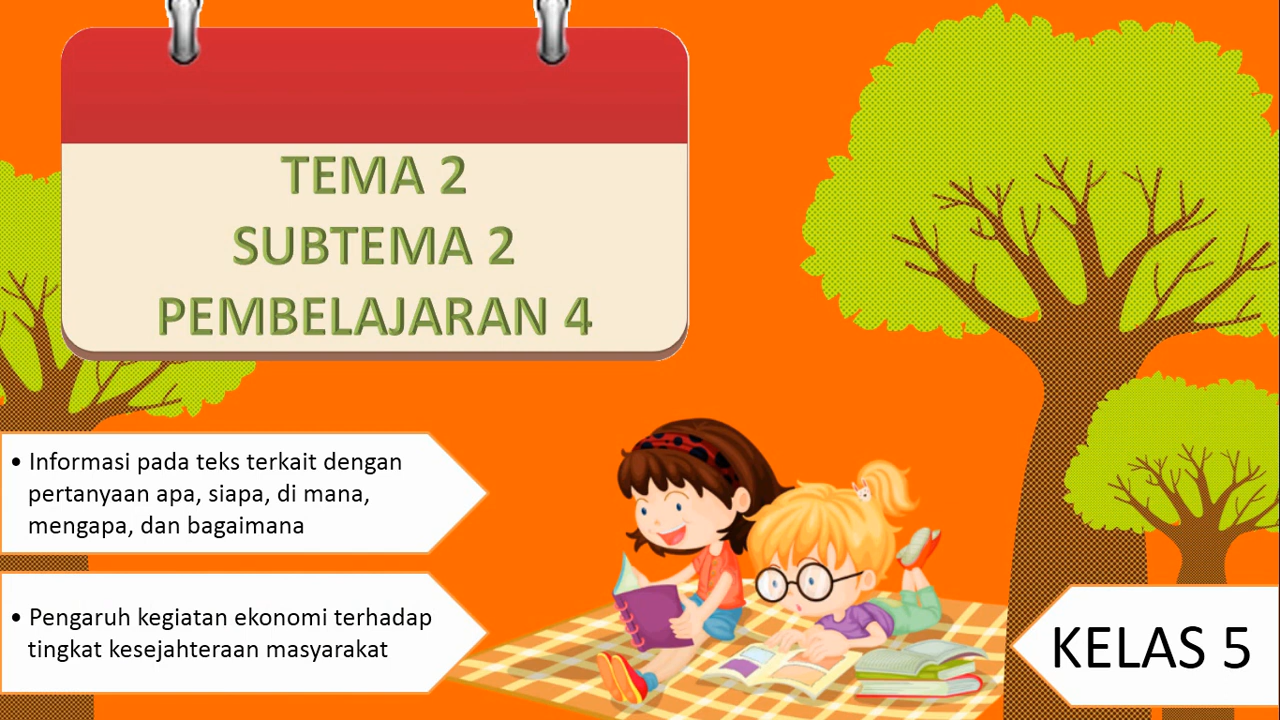 TEMA 2
SUBTEMA 2
PEMBELAJARAN 4
• Informasi pada teks terkait dengan
pertanyaan apa, siapa, di mana,
mengapa, dan bagaimana
• Pengaruh kegiatan ekonomi terhadap
tingkat kesejahteraan masyarakat
KELAS 5